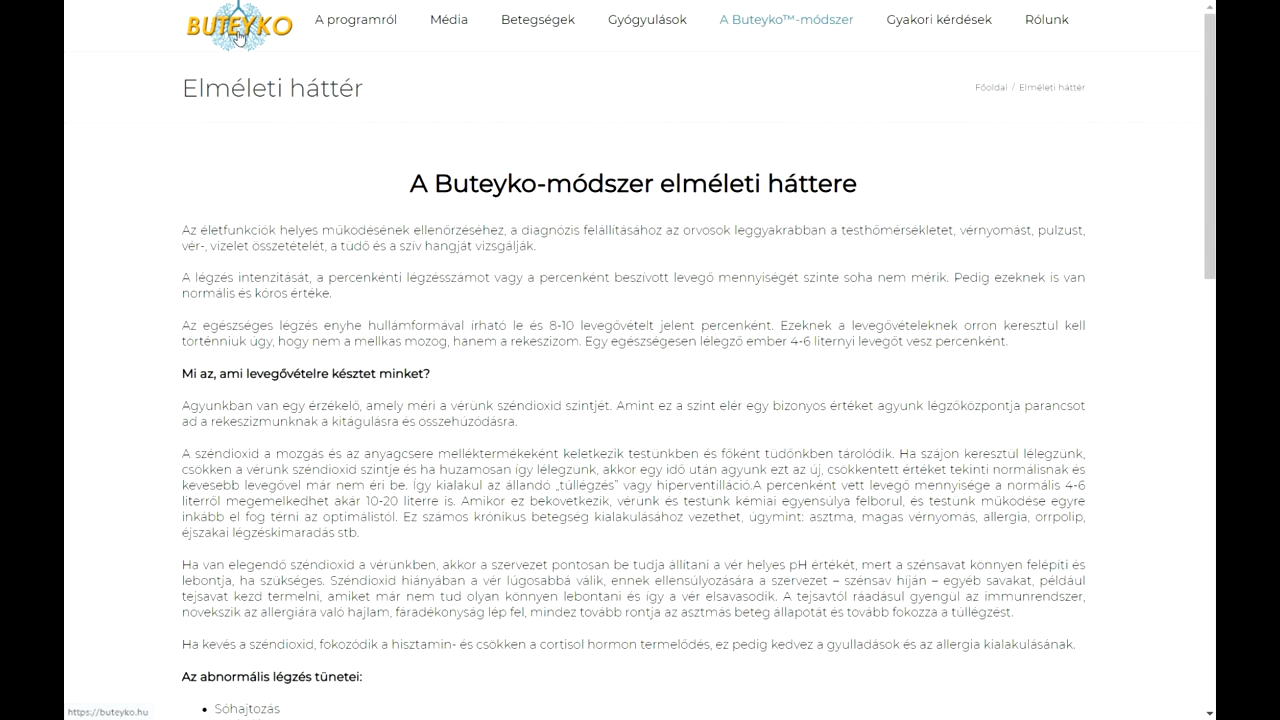 BUTEYKO
A programról Média Betegségek Gyógyulások A Buteyko™-módszer Gyakori kérdések Rólunk
Elméleti háttér
Főoldal / Elméleti háttér
A Buteyko-módszer elméleti háttere
Az életfunkciók helyes működésének ellenőrzéséhez, a diagnózis felállításához az orvosok leggyakrabban a testhőmérsékletet, vérnyomást, pulzust,
vér-, vizelet összetételét, a tüdő és a szív hangját vizsgálják.
A légzés intenzitását, a percenkénti légzésszámot vagy a percenként beszívott levegő mennyiségét szinte soha nem mérik. Pedig ezeknek is van
normális és kóros értéke.
Az egészséges légzés enyhe hullámformával írható le és 8-10 levegővételt jelent percenként. Ezeknek a levegővételeknek orron keresztül kell
történniük úgy, hogy nem a mellkas mozog, hanem a rekeszizom. Egy egészségesen lélegző ember 4-6 liternyi levegőt vesz percenként.
Mi az, ami levegővételre késztet minket?
Agyunkban van egy érzékelő, amely méri a vérünk széndioxid szintjét. Amint ez a szint elér egy bizonyos értéket agyunk légzőközpontja parancsot
ad a rekeszizmunknak a kitágulásra és összehúzódásra.
A széndioxid a mozgás és az anyagcsere melléktermékeként keletkezik testünkben és főként tüdőnkben tárolódik. Ha szájon keresztül lélegzünk,
csökken a vérünk széndioxid szintje és ha huzamosan így lélegzünk, akkor egy idő után agyunk ezt az új, csökkentett értéket tekinti normálisnak és
kevesebb levegővel már nem éri be. Így kialakul az állandó „túllégzés” vagy hiperventilláció.A percenként vett levegő mennyisége a normális 4-6
literről megemelkedhet akár 10-20 literre is. Amikor ez bekövetkezik, vérünk és testünk kémiai egyensúlya felborul, és testünk működése egyre
inkább el fog térni az optimálistól. Ez számos krónikus betegség kialakulásához vezethet, úgymint: asztma, magas vérnyomás, allergia, orrpolip,
éjszakai légzéskimaradás stb.
Ha van elegendő széndioxid a vérünkben, akkor a szervezet pontosan be tudja állítani a vér helyes pH értékét, mert a szénsavat könnyen felépíti és
lebontja, ha szükséges. Széndioxid hiányában a vér lúgosabbá válik, ennek ellensúlyozására a szervezet – szénsav híján – egyéb savakat, például
tejsavat kezd termelni, amiket már nem tud olyan könnyen lebontani és így a vér elsavasodik. A tejsavtól ráadásul gyengül az immunrendszer,
növekszik az allergiára való hajlam, fáradékonyság lép fel, mindez tovább rontja az asztmás beteg állapotát és tovább fokozza a túllégzést.
Ha kevés a széndioxid, fokozódik a hisztamin- és csökken a cortisol hormon termelődés, ez pedig kedvez a gyulladások és az allergia kialakulásának.
Az abnormális légzés tünetei:
• Sóhajtozás
https://buteyko.hu